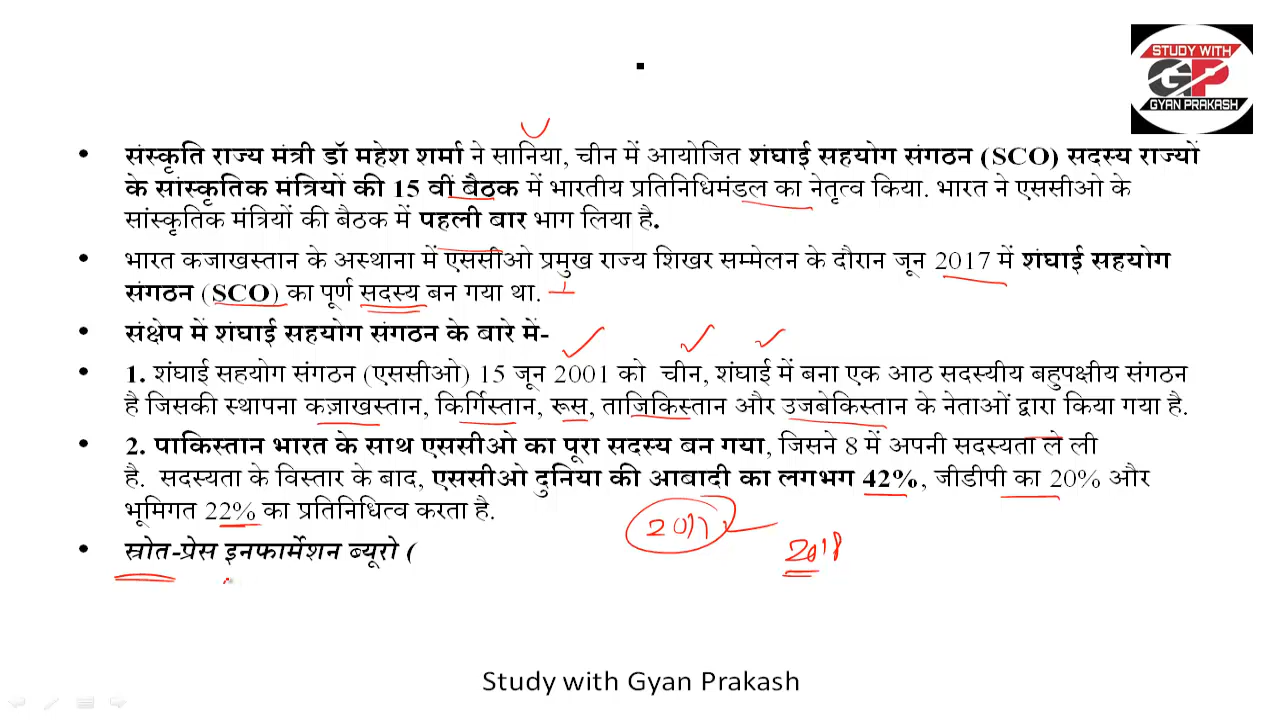 STUDY WITH
GP
GYAN PRAKASH
• संस्कृति राज्य मंत्री डॉ महेश शर्मा ने सानिया, चीन में आयोजित शंघाई सहयोग संगठन (SCO) सदस्य राज्यों
के सांस्कृतिक मंत्रियों की 15 वीं बैठक में भारतीय प्रतिनिधिमंडल का नेतृत्व किया. भारत ने एससीओ के
सांस्कृतिक मंत्रियों की बैठक में पहली बार भाग लिया है.
• भारत कजाखस्तान के अस्थाना में एससीओ प्रमुख राज्य शिखर सम्मेलन के दौरान जून 2017 में शंघाई सहयोग
संगठन (SCO) का पूर्ण सदस्य बन गया था.
• संक्षेप में शंघाई सहयोग संगठन के बारे में-
• 1. शंघाई सहयोग संगठन (एससीओ) 15 जून 2001 को चीन, शंघाई में बना एक आठ सदस्यीय बहुपक्षीय संगठन
है जिसकी स्थापना कज़ाखस्तान, किर्गिस्तान, रूस, ताजिकिस्तान और उजबेकिस्तान के नेताओं द्वारा किया गया है.
• 2. पाकिस्तान भारत के साथ एससीओ का पूरा सदस्य बन गया, जिसने 8 में अपनी सदस्यता ले ली
है. सदस्यता के विस्तार के बाद, एससीओ दुनिया की आबादी का लगभग 42%, जीडीपी का 20% और
भूमिगत 22% का प्रतिनिधित्व करता है.
2017
2018
• स्रोत-प्रेस इनफार्मेशन ब्यूरो (
Study with Gyan Prakash